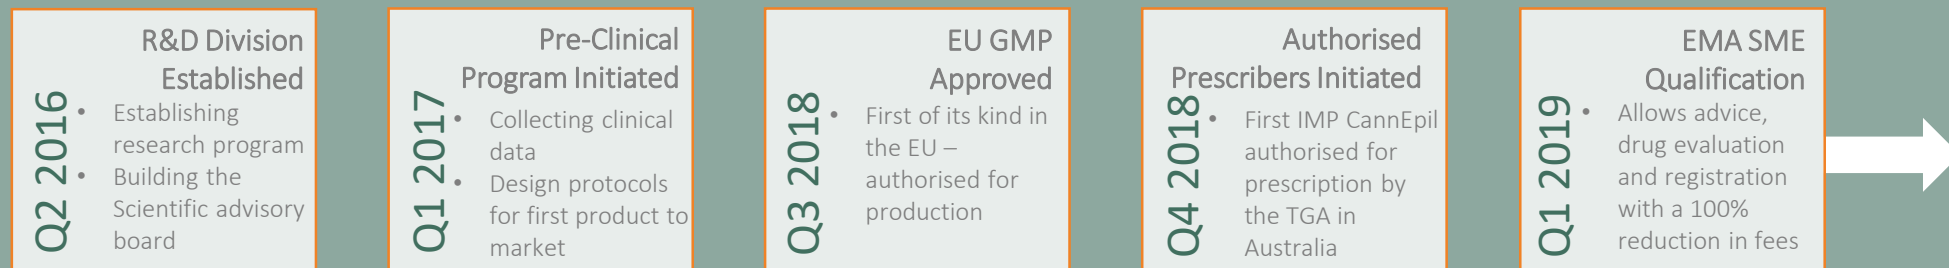 Q2 2016
R&D Division
Established
• Establishing
research program
• Building the
Scientific advisory
board
Q1 2017
Pre-Clinical
Program Initiated
• Collecting clinical
data
• Design protocols
for first product to
market
Q3 2018
EU GMP
Approved
• First of its kind in
the EU –
authorised for
production
Q4 2018
Authorised
Prescribers Initiated
• First IMP CannEpil
authorised for
prescription by
the TGA in
Australia
Q1 2019
EMA SME
Qualification
• Allows advice,
drug evaluation
and registration
with a 100%
reduction in fees